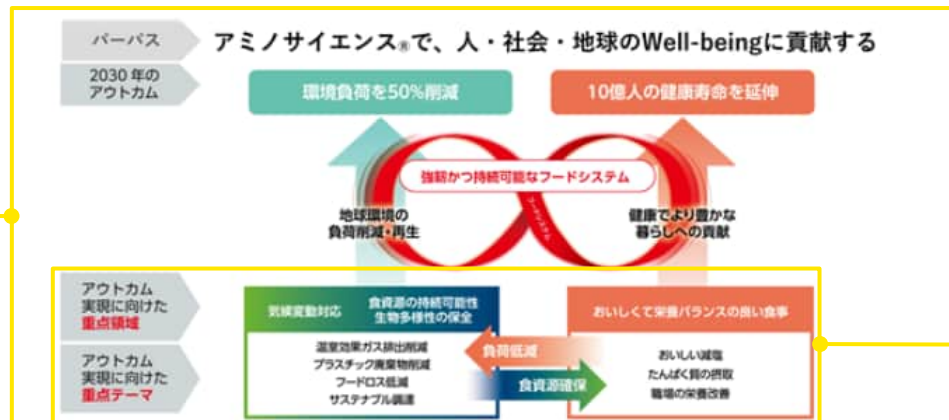 パーパス
アミノサイエンス®で、人・社会・地球のWell-beingに貢献する
2030年の
アウトカム
環境負荷を50%削減
10億人の健康寿命を延伸
強靭かつ持続可能なフードシステム
フードシステム
地球環境の
負荷削減・再生
健康でより豊かな
暮らしへの貢献
アウトカム
実現に向けた
重点領域
気候変動対応
食資源の持続可能性
生物多様性の保全
おいしくて栄養バランスの良い食事
アウトカム
実現に向けた
重点テーマ
温室効果ガス排出削減
プラスチック廃棄物削減
フードロス低減
サステナブル調達
負荷低減
食資源確保
おいしい減塩
たんぱく質の摂取
職場の栄養改善